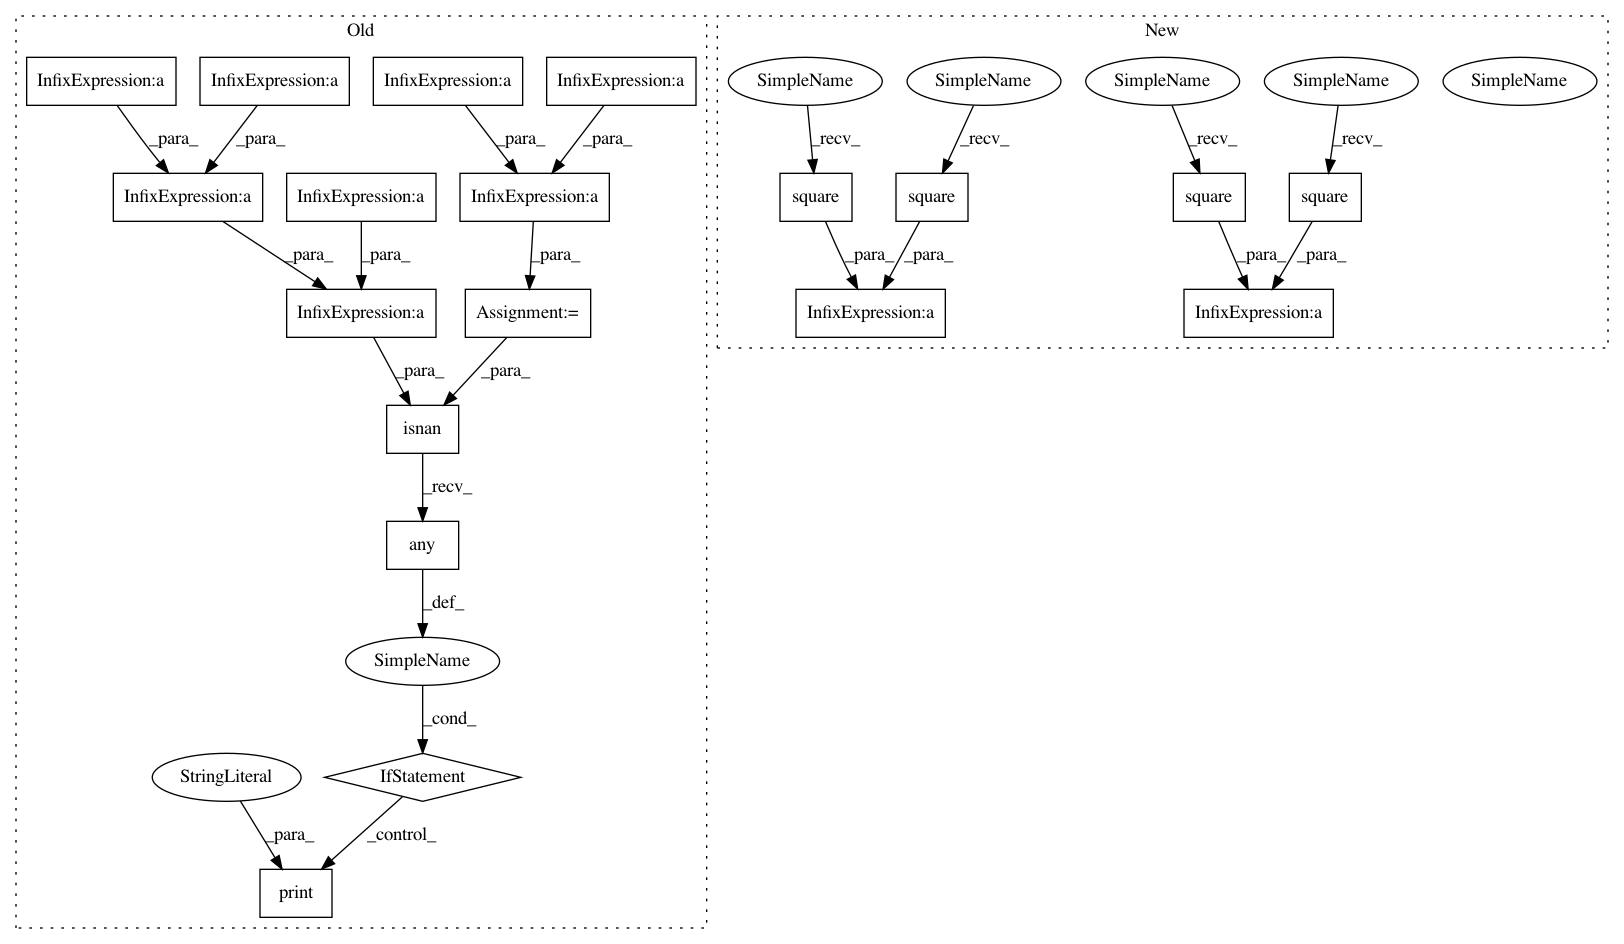 Old
New
InfixExpression:a
InfixExpression:a
InfixExpression:a
InfixExpression:a
SimpleName
SimpleName
SimpleName
SimpleName
SimpleName
_para_
_para_
_para_
_para_
_recv_
_recv_
_recv_
_recv_
InfixExpression:a
InfixExpression:a
InfixExpression:a
square
square
square
square
_para_
_para_
_para_
_para_
_para_
_para_
_para_
InfixExpression:a
Assignment:=
InfixExpression:a
InfixExpression:a
_para_
_para_
isnan
_recv_
any
_def_
SimpleName
_cond_
StringLiteral
IfStatement
_para_
_control_
print